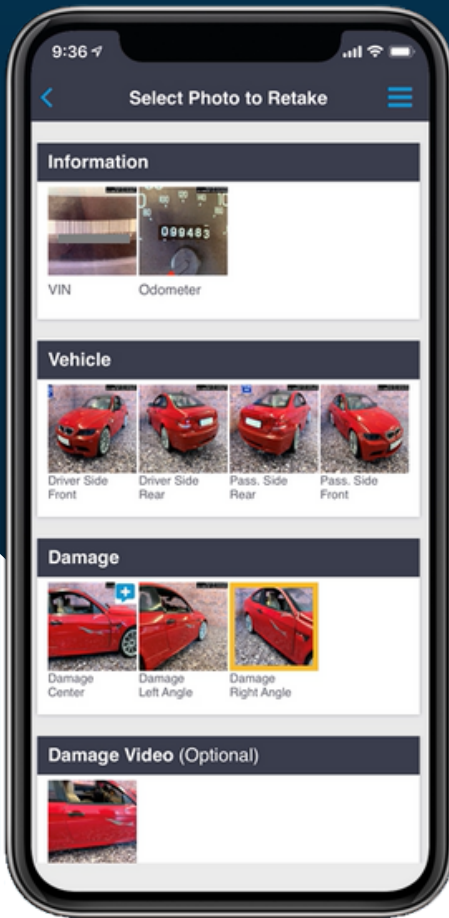 9:36
Select Photo to Retake
Information
099483
VIN
Odometer
Vehicle
Driver Side
Front
Driver Side
Rear
Pass. Side
Rear
Pass. Side
Front
Damage
Damage
Center
Damage
Left Angle
Damage
Right Angle
Damage Video (Optional)